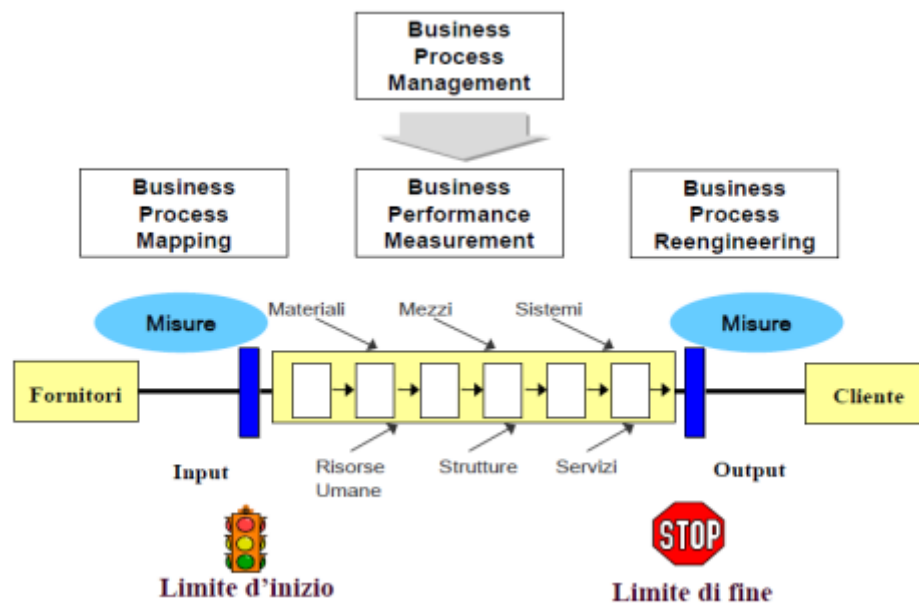 Business
Process
Management
Business
Process
Mapping
Business
Performance
Measurement
Business
Process
Reengineering
Misure
Materiali
Mezzi
Sistemi
Misure
Fornitori
Cliente
Input
Risorse
Umane
Strutture
Servizi
Output
STOP
Limite d'inizio
Limite di fine